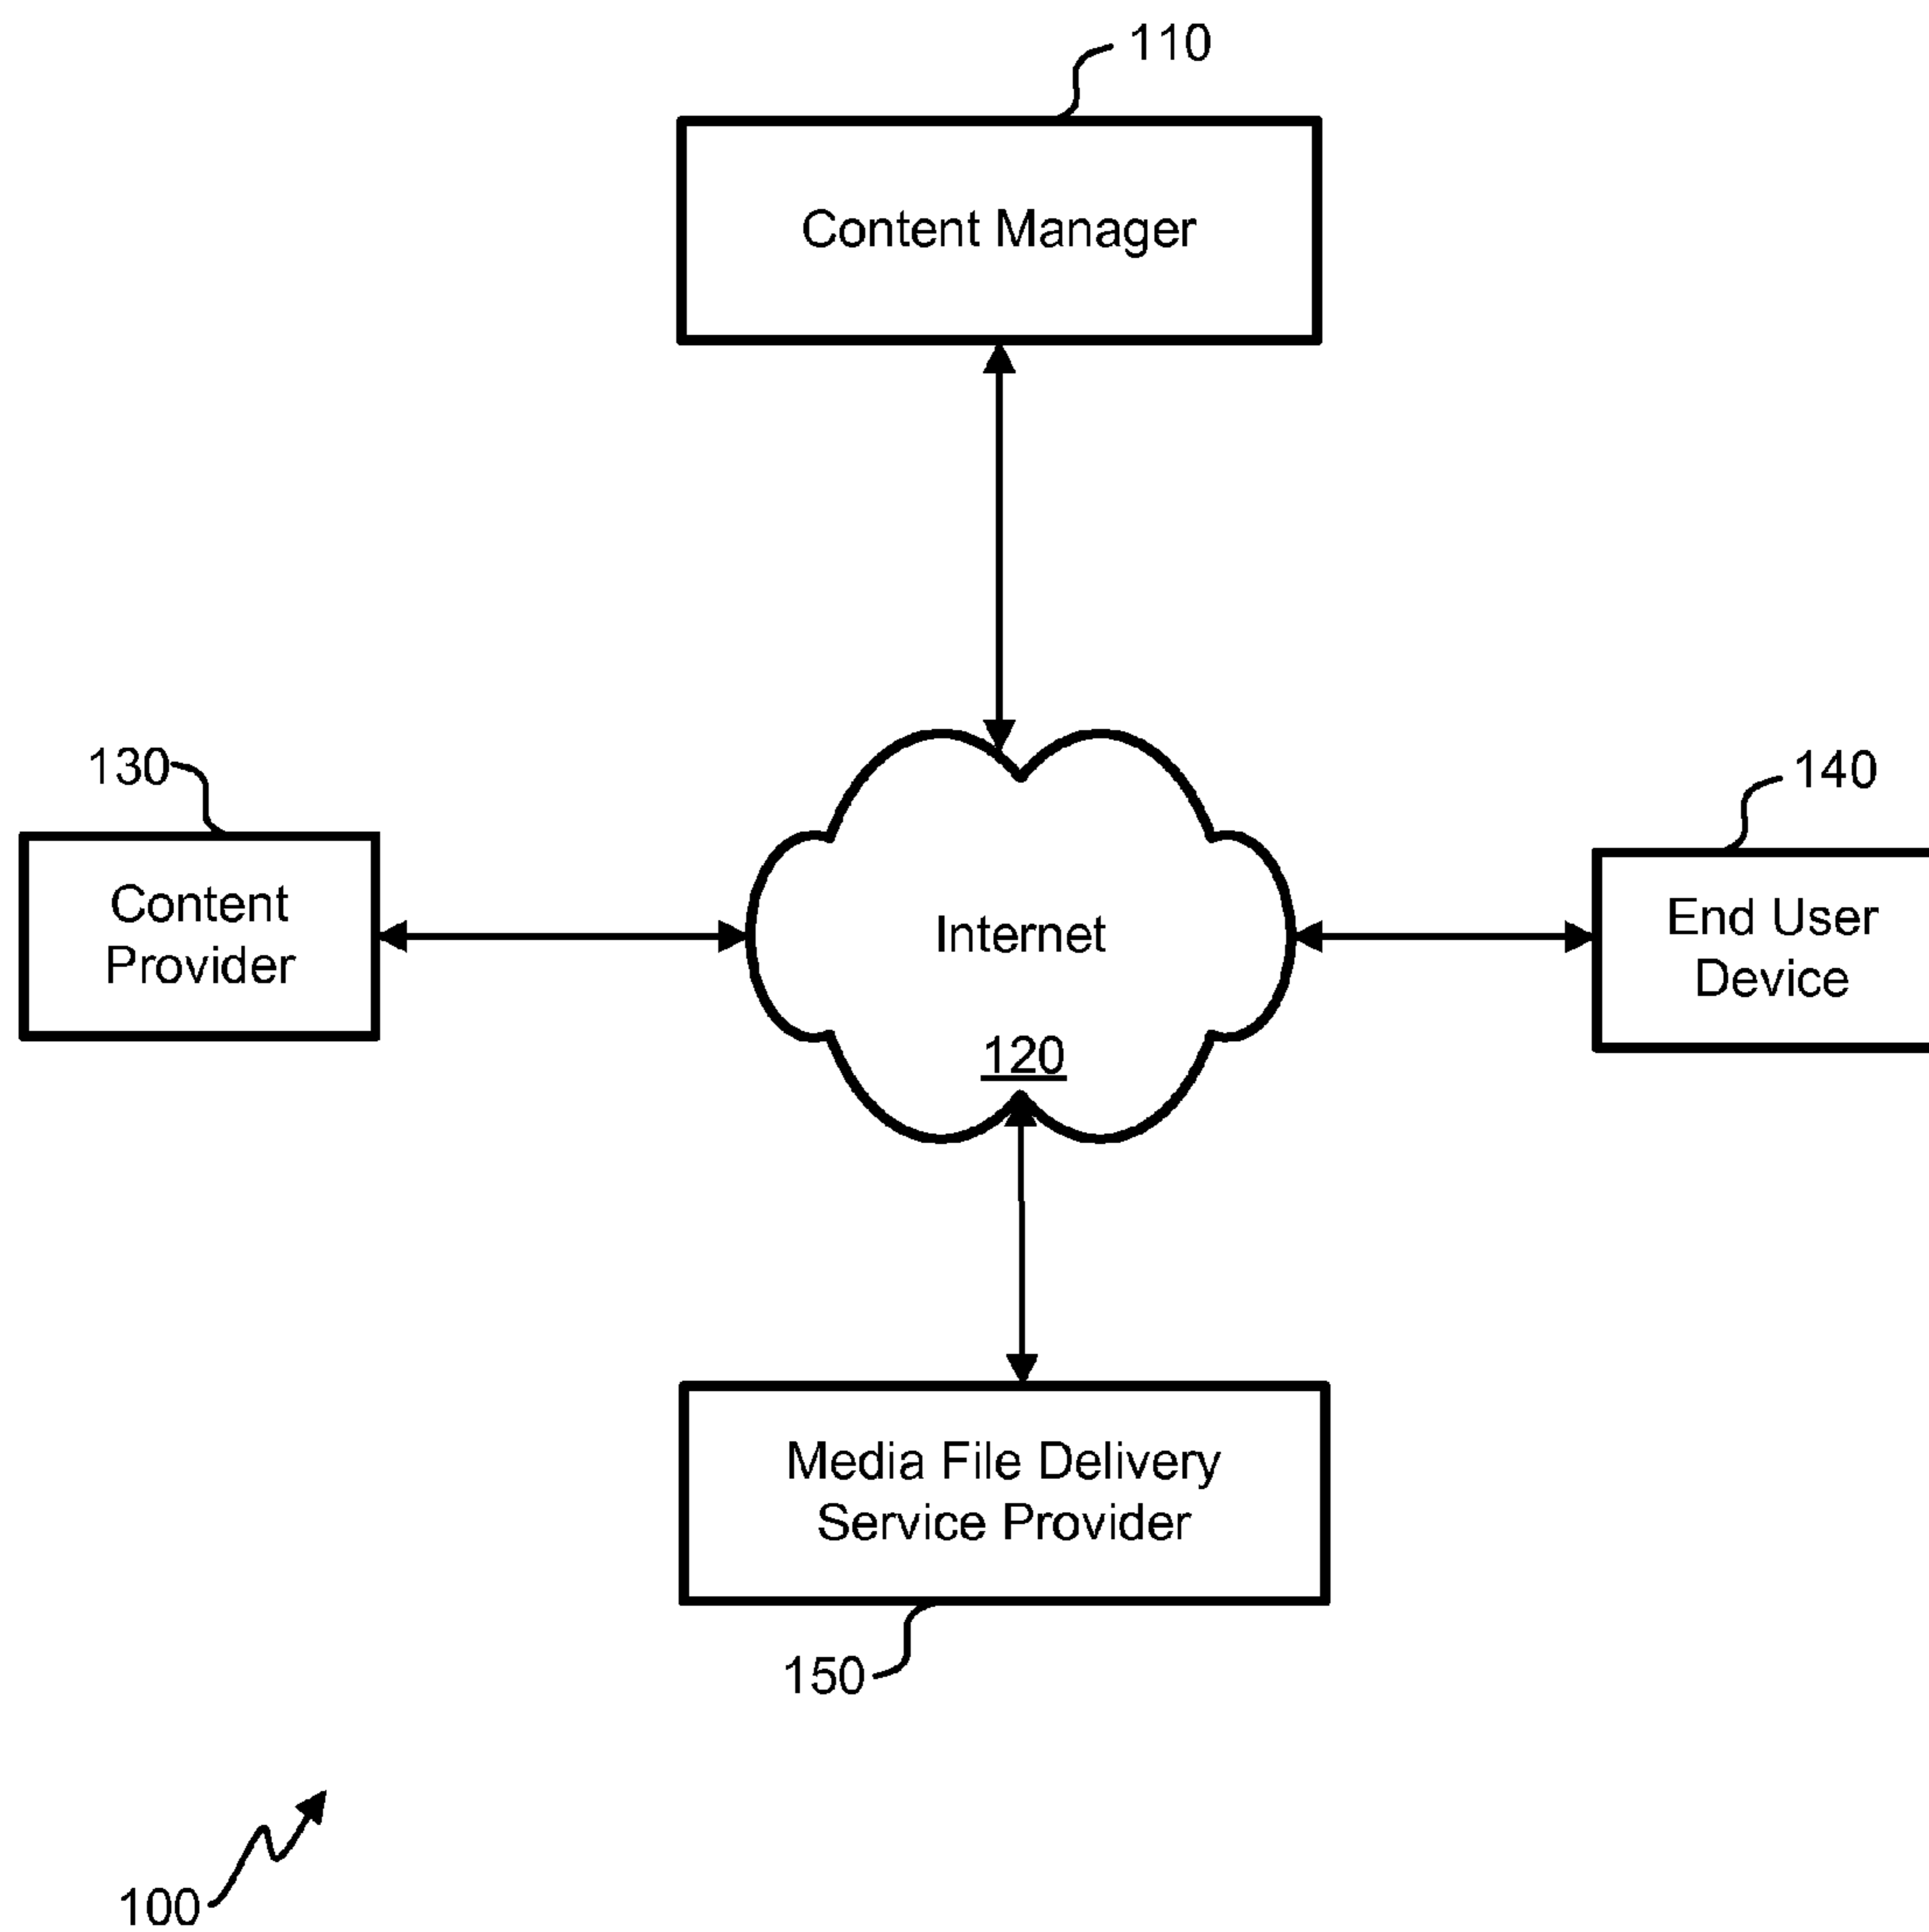 110
Content Manager
130
140
Content
Provider
Internet
End User
Device
120
Media File Delivery
Service Provider
150
100